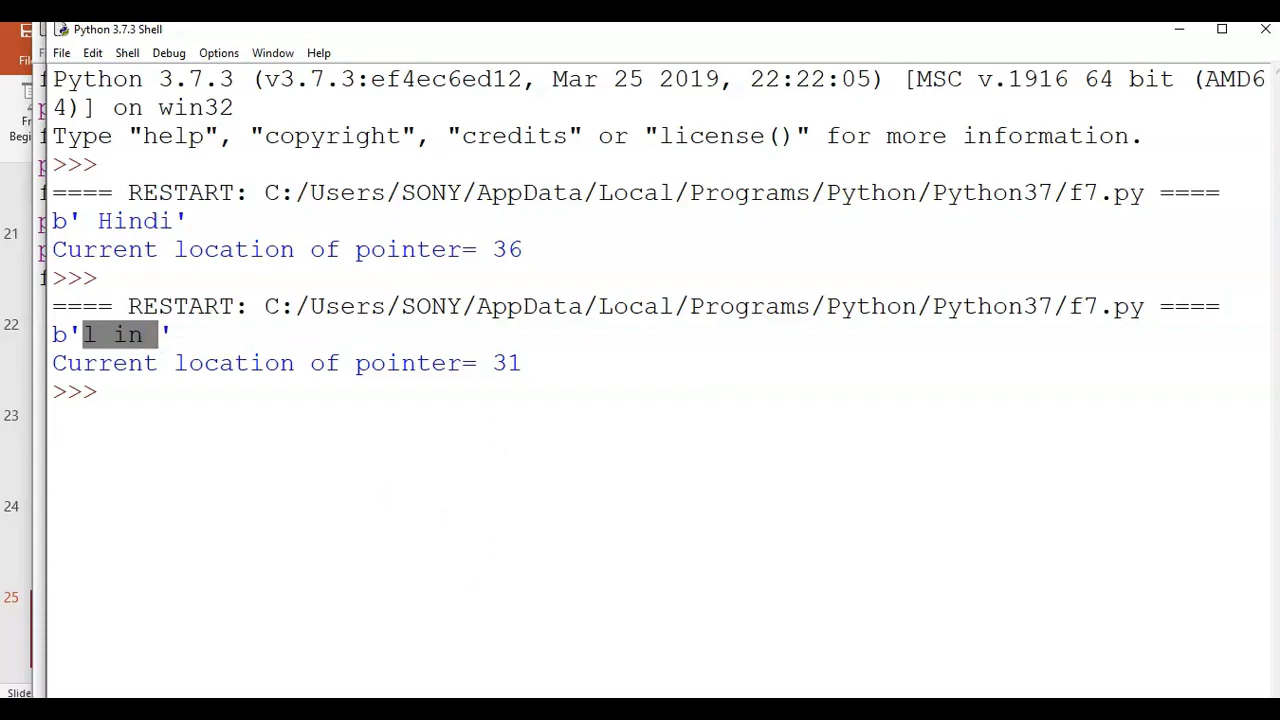 Python 3.7.3 Shell
File Edit Shell Debug Options Window Help
Python 3.7.3 (v3.7.3:ef4ec6ed12, Mar 25 2019, 22:22:05) [MSC v.1916 64 bit (AMD6
4)] on win32
Type "help", "copyright", "credits" or "license()" for more information.
>>>
==== RESTART: C:/Users/SONY/AppData/Local/Programs/Python/Python37/f7.py ====
b' Hindi'
Current location of pointer= 36
>>>
==== RESTART: C:/Users/SONY/AppData/Local/Programs/Python/Python37/f7.py ====
b'l in '
Current location of pointer= 31
>>>
21
22
23
24
25
Slide